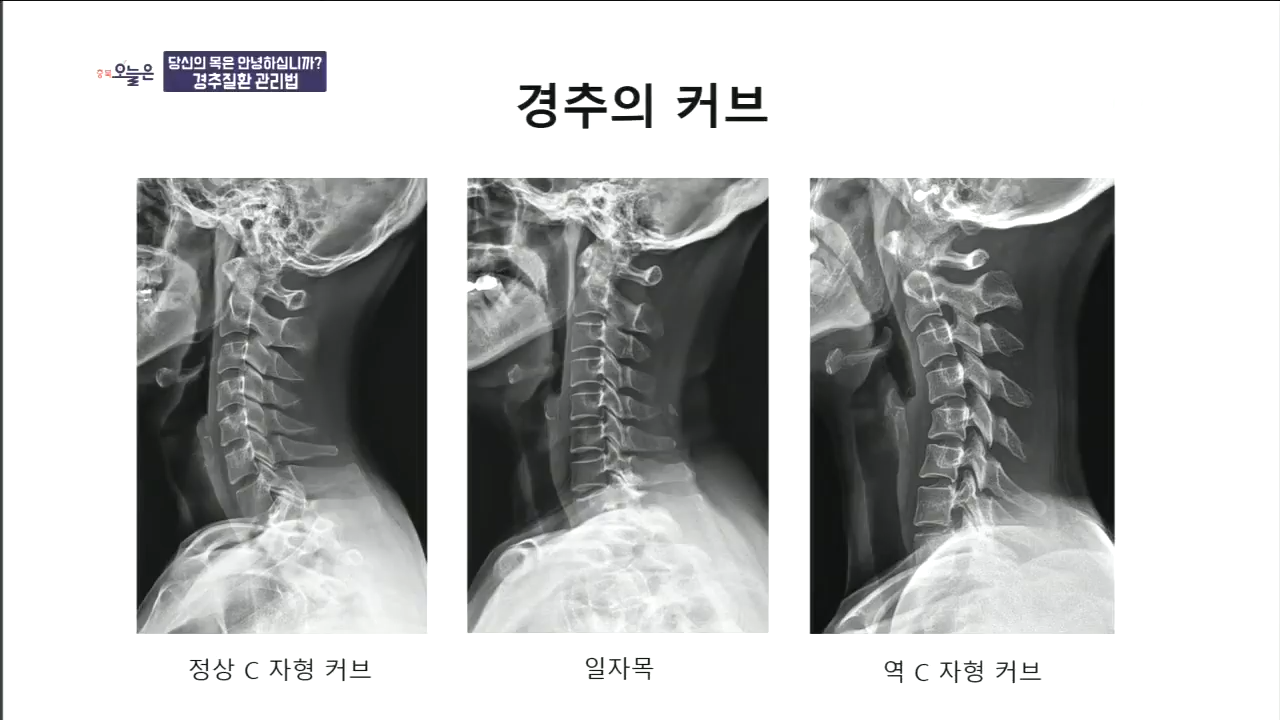 충북 오늘은
당신의 목은 안녕하십니까?
경추질환 관리법
경추의 커브
정상 C 자형 커브
일자목
역 C 자형 커브